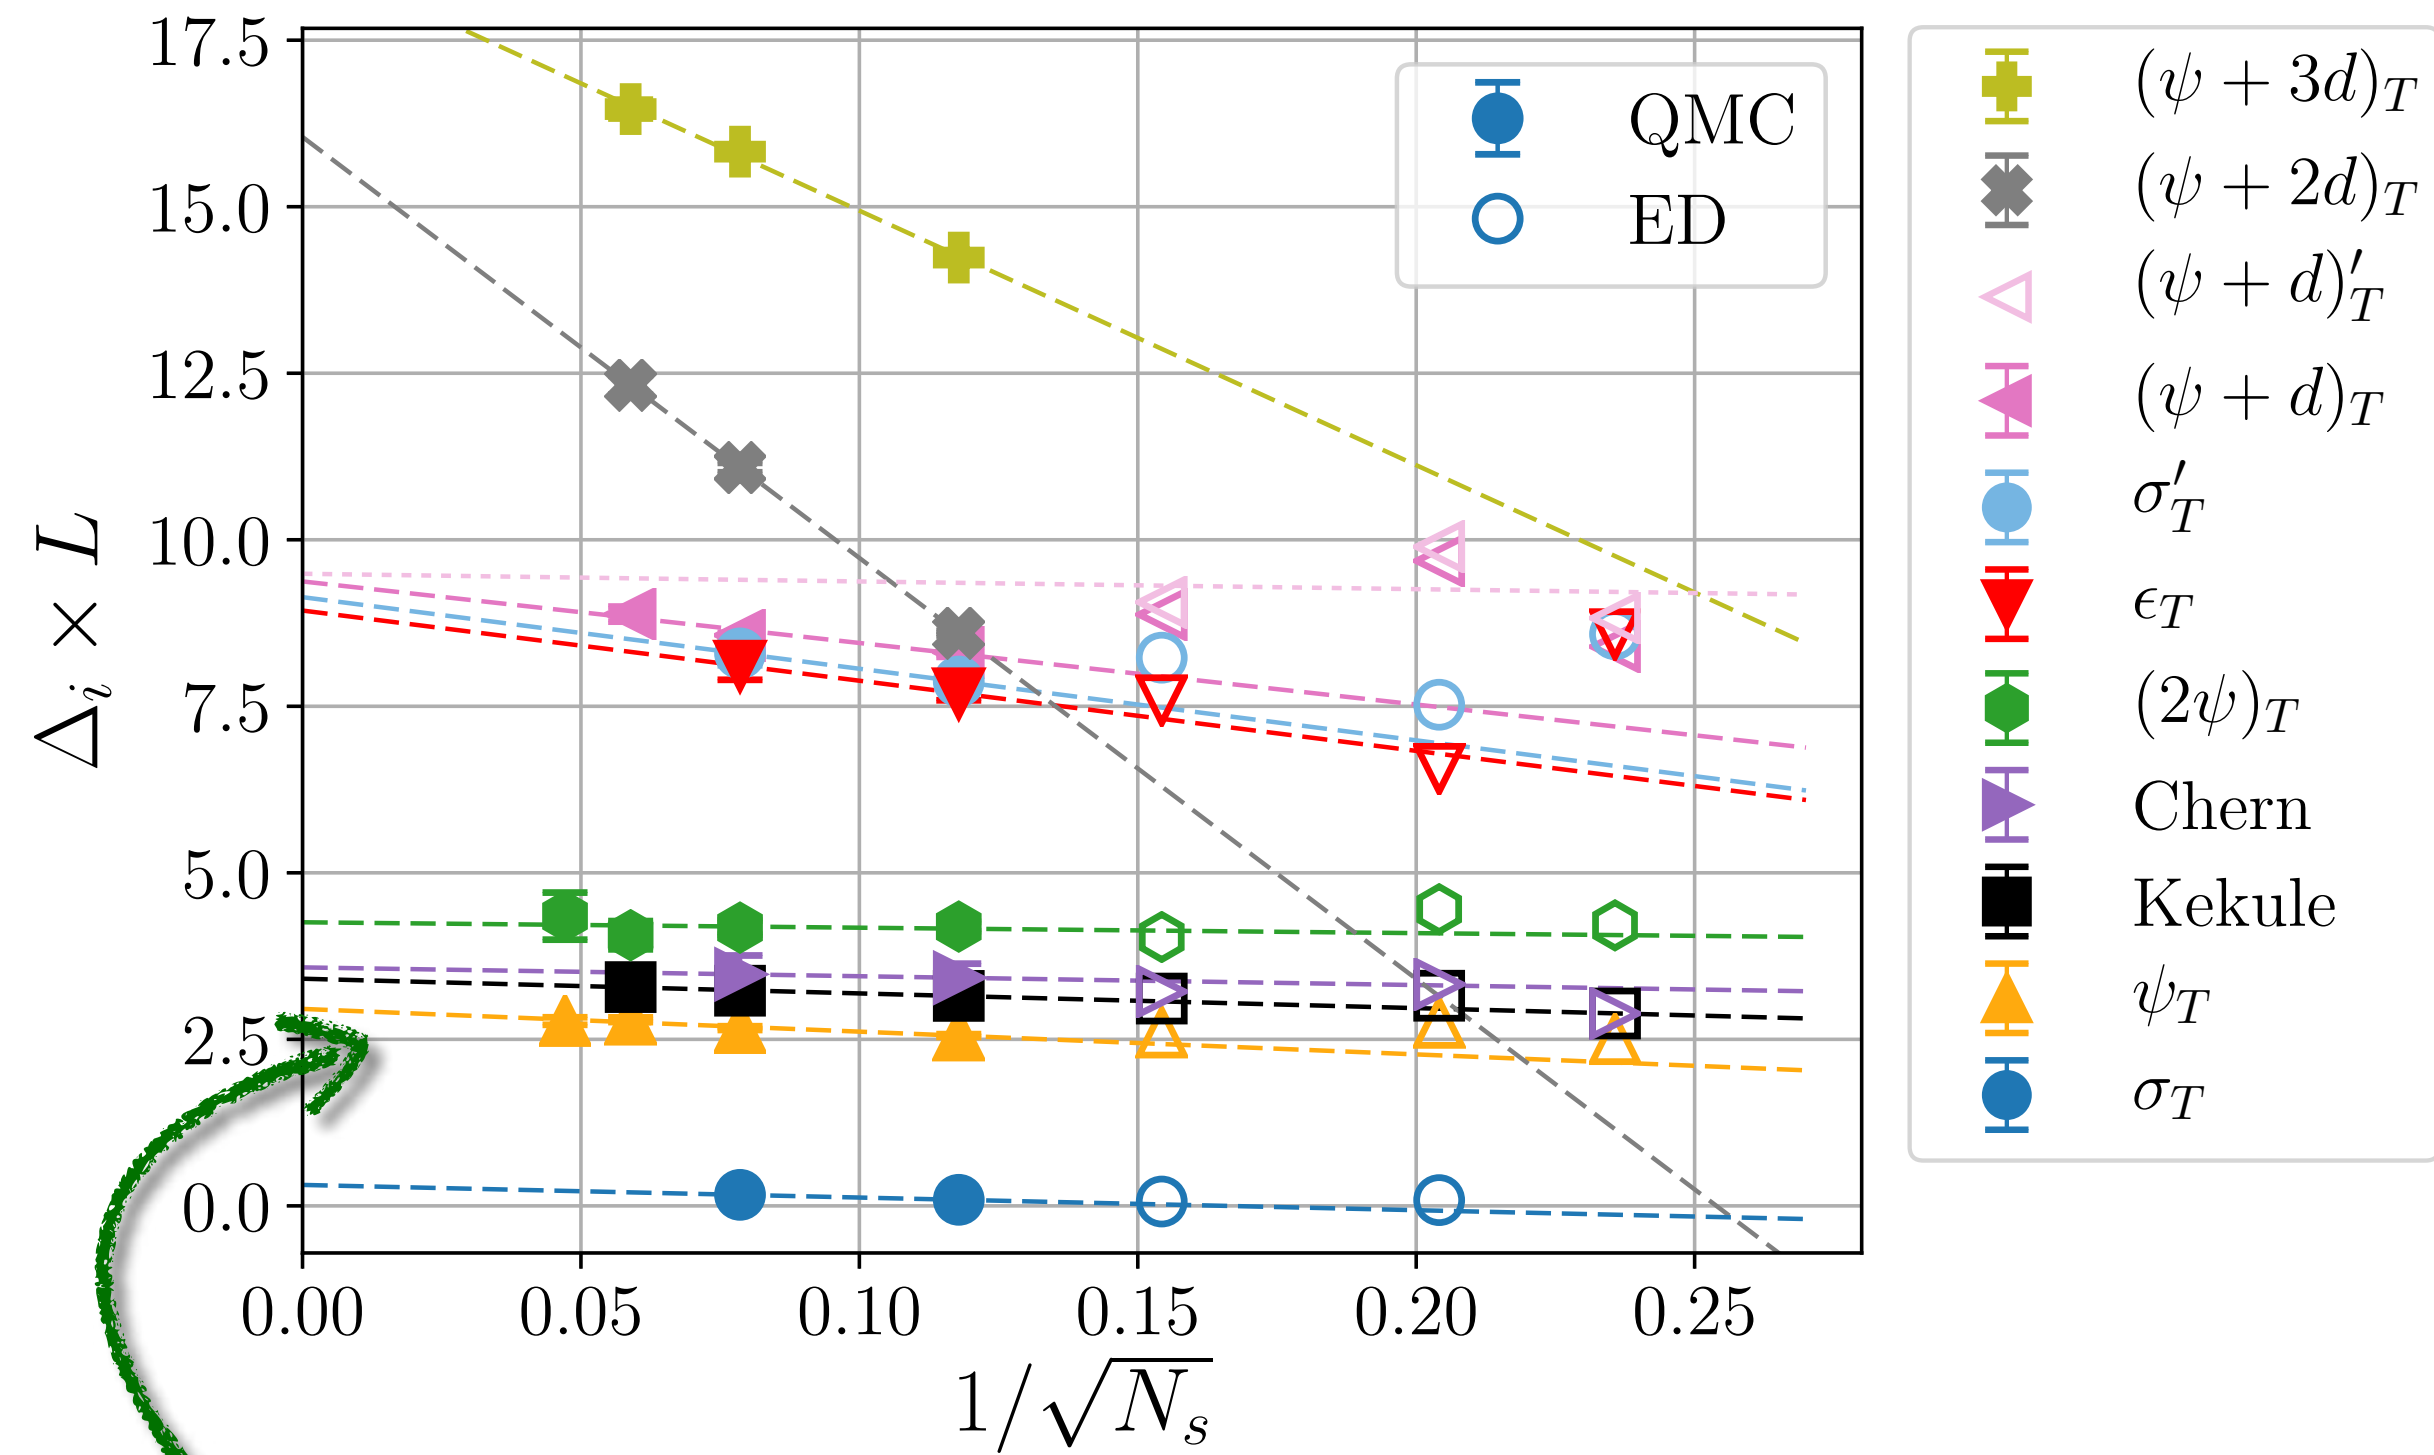 17.5
15.0
12.5
10.0
7.5
5.0
2.5
0.0
Δᵢ × L
0.00 0.05 0.10 0.15 0.20 0.25
1/√Nₛ
QMC
ED
(ψ + 3d)_T
(ψ + 2d)_T
(ψ + d)′_T
(ψ + d)_T
σ′_T
ϵ_T
(2ψ)_T
Chern
Kekule
ψ_T
σ_T